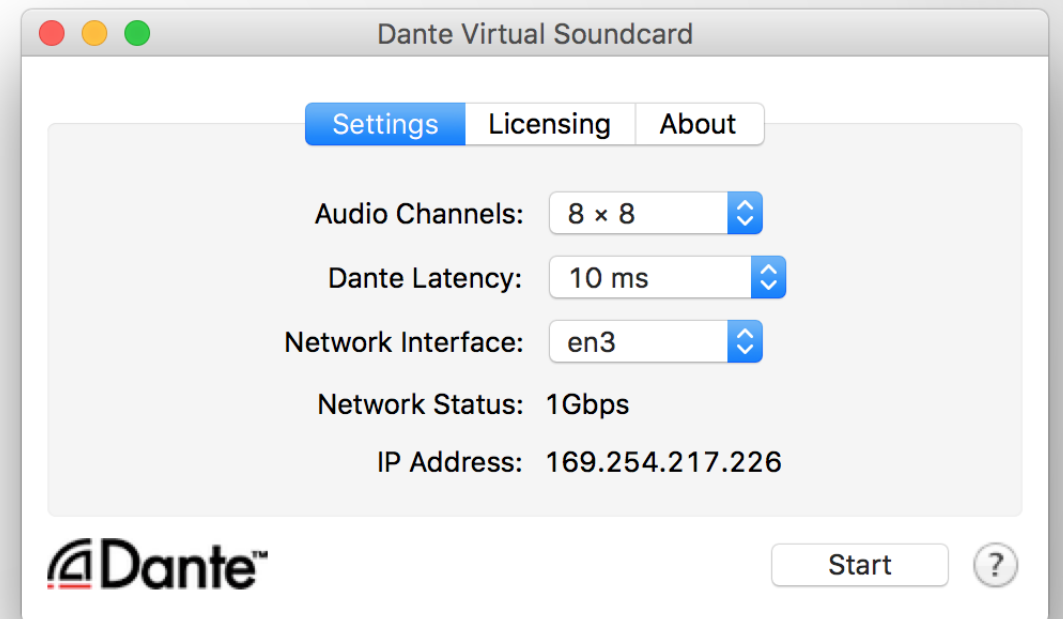 Dante Virtual Soundcard
Settings Licensing About
Audio Channels: 8 × 8
Dante Latency: 10 ms
Network Interface: en3
Network Status: 1Gbps
IP Address: 169.254.217.226
Dante™ Start ?